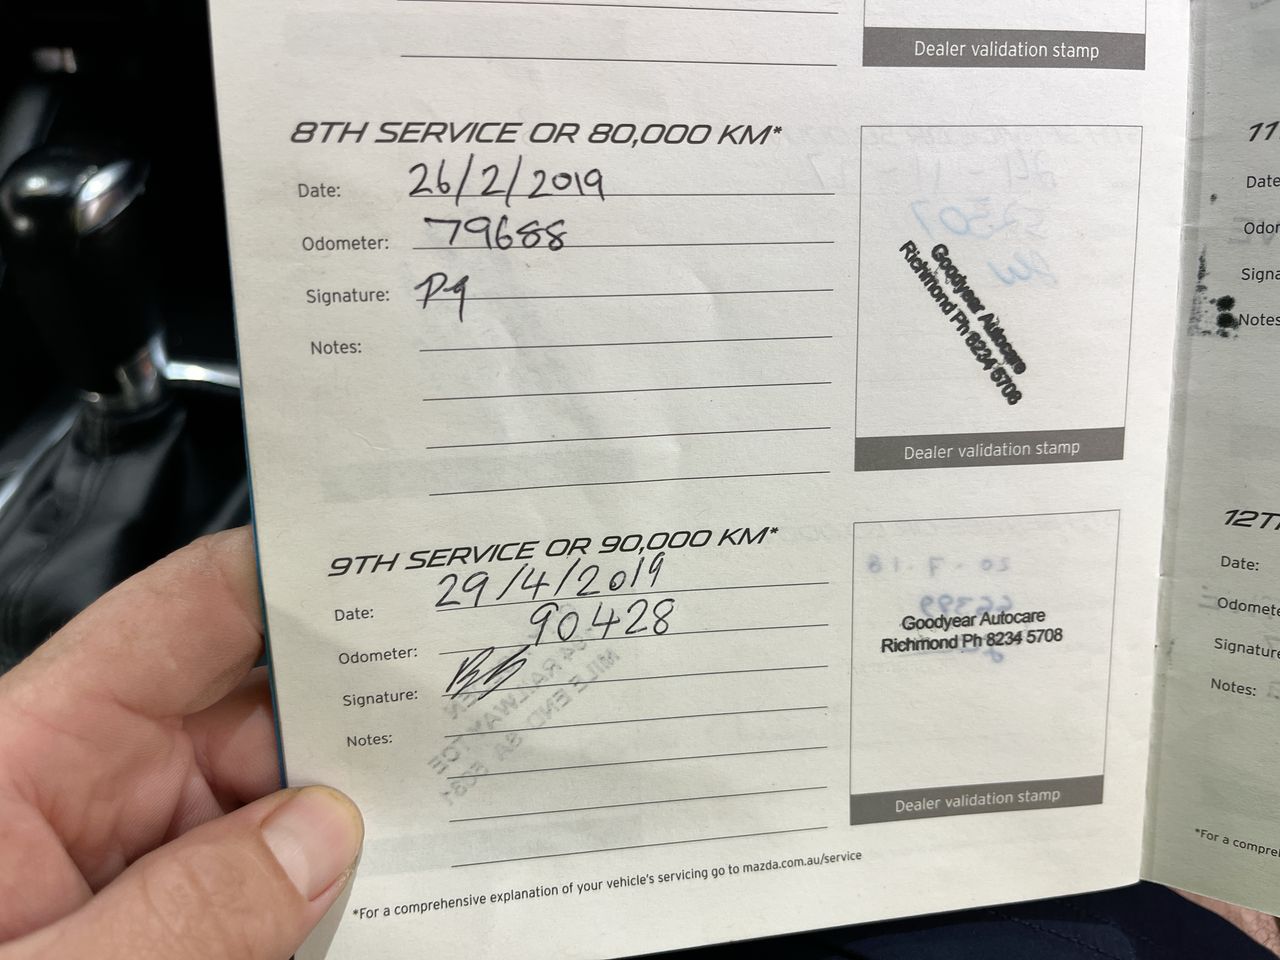 Dealer validation stamp
8TH SERVICE OR 80,000 KM*
Date: 26/2/2019
Odometer: 79688
Signature:
Notes:
Goodyear Autocare
Richmond Ph 8234 5708
Dealer validation stamp
9TH SERVICE OR 90,000 KM*
Date: 29/4/2019
Odometer: 90428
Signature:
Notes:
Goodyear Autocare
Richmond Ph 8234 5708
Dealer validation stamp
*For a comprehensive explanation of your vehicle's servicing go to mazda.com.au/service
11
Date
Odor
Signa
Notes
12TH
Date:
Odomete
Signature
Notes:
*For a compre